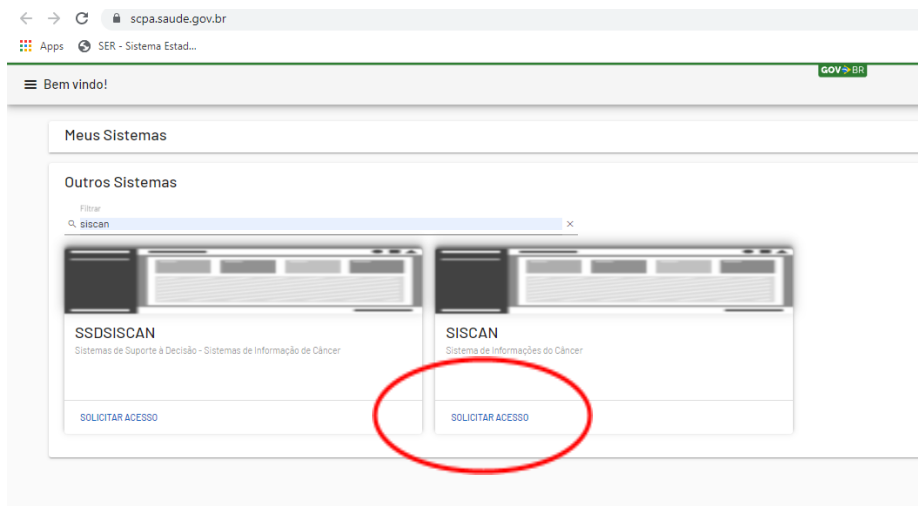 scpa.saude.gov.br
Apps SER - Sistema Estad...
GOV BR
Bem vindo!
Meus Sistemas
Outros Sistemas
Filtrar
siscan
SSDSISCAN
Sistemas de Suporte à Decisão - Sistemas de Informação de Câncer
SOLICITAR ACESSO
SISCAN
Sistema de informações do Câncer
SOLICITAR ACESSO